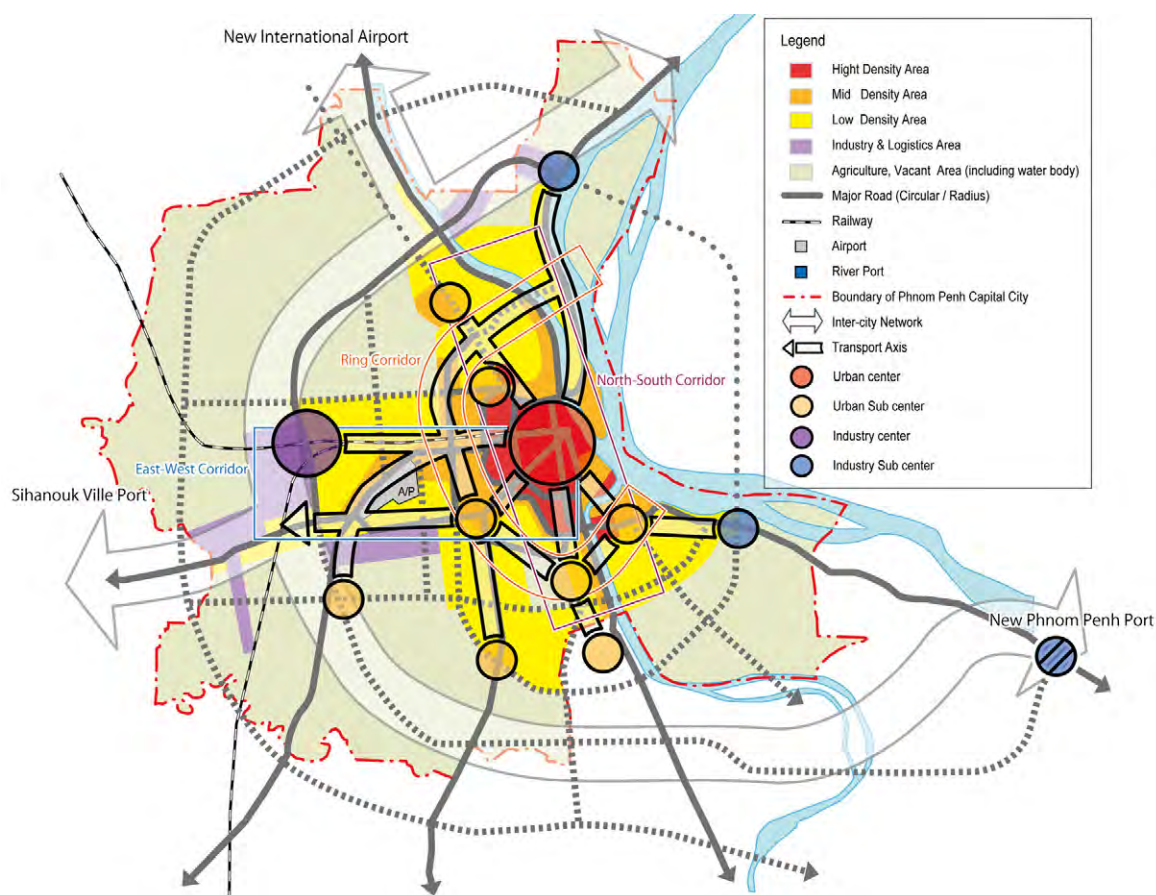 New International Airport
Legend
Hight Density Area
Mid Density Area
Low Density Area
Industry & Logistics Area
Agriculture, Vacant Area (including water body)
Major Road (Circular / Radius)
Railway
Airport
River Port
Boundary of Phnom Penh Capital City
Inter-city Network
Transport Axis
Urban center
Urban Sub center
Industry center
Industry Sub center
Ring Corridor
North-South Corridor
East-West Corridor
A/P
Sihanouk Ville Port
New Phnom Penh Port